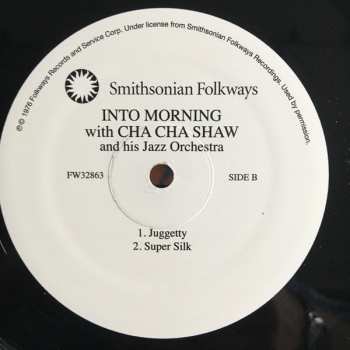 ℗ © 1976 Folkways Records and Service Corp. Under license from Smithsonian Folkways Recordings. Used by permission.
Smithsonian Folkways
INTO MORNING
with CHA CHA SHAW
and his Jazz Orchestra
FW32863
SIDE B
1. Juggetty
2. Super Silk